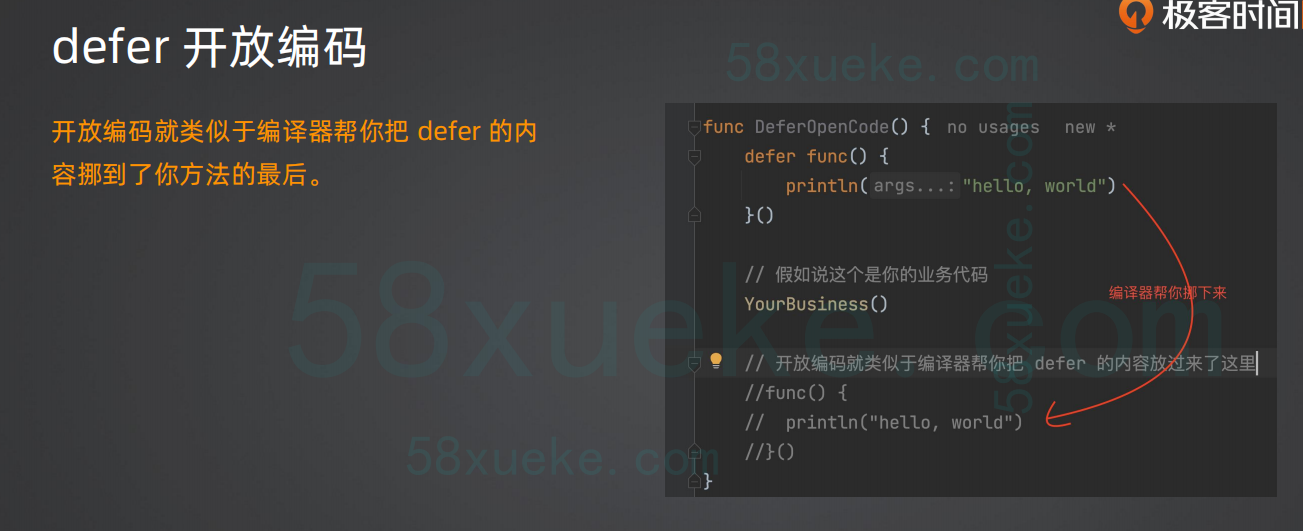 极客时间
defer 开放编码
58xueke.com
开放编码就类似于编译器帮你把 defer 的内
容挪到了你方法的最后。
func DeferOpenCode() { no usages new *
defer func() {
println(args...:"hello, world")
}()
// 假如说这个是你的业务代码
YourBusiness()
编译器帮你挪下来
// 开放编码就类似于编译器帮你把 defer 的内容放过来了这里
//func() {
// println("hello, world")
//}()
}
58xueke.com
58xueke.com
58xueke.com